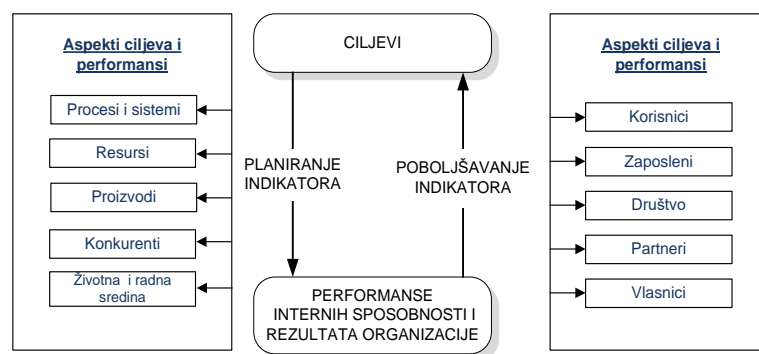 Aspekti ciljeva i
performansi
Procesi i sistemi
Resursi
Proizvodi
Konkurenti
Životna i radna
sredina
CILJEVI
PLANIRANJE
INDIKATORA
POBOLJŠAVANJE
INDIKATORA
PERFORMANSE
INTERNIH SPOSOBNOSTI I
REZULTATA ORGANIZACIJE
Aspekti ciljeva i
performansi
Korisnici
Zaposleni
Društvo
Partneri
Vlasnici